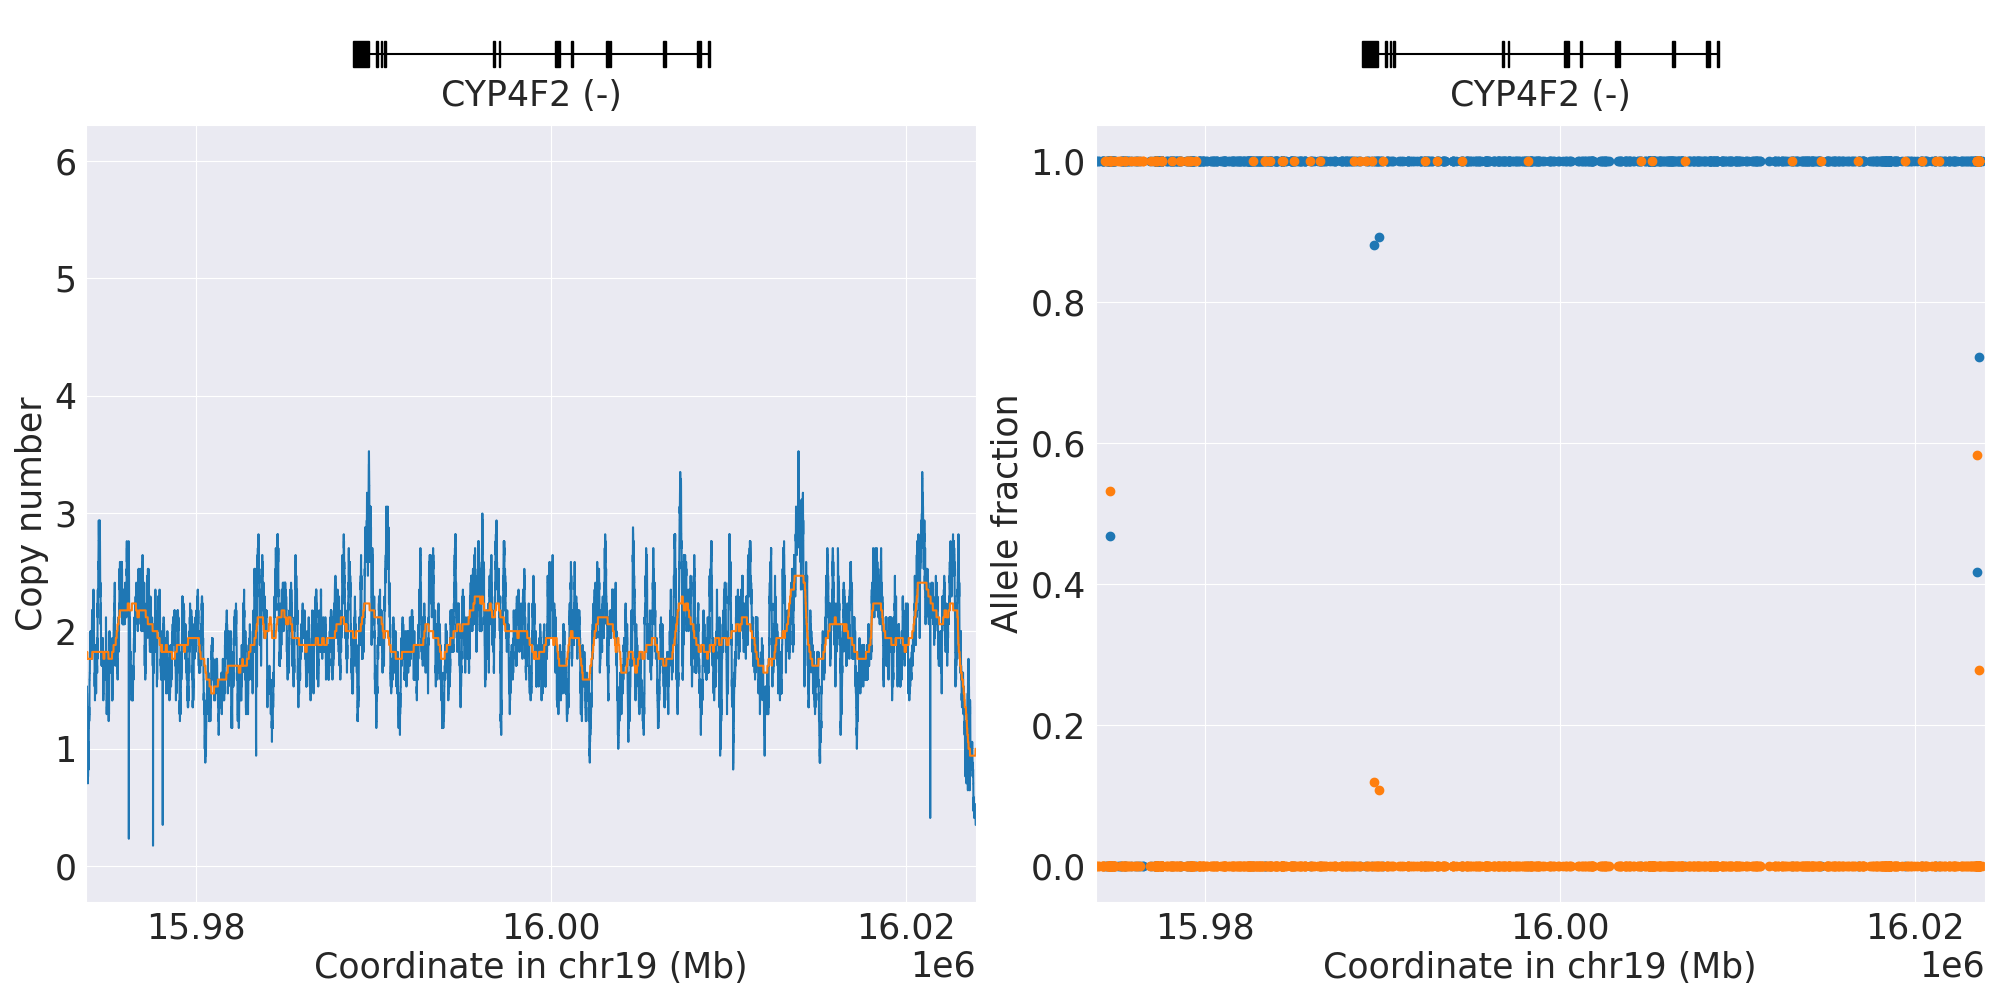 CYP4F2 (-)
6
5
4
3
2
1
0
Copy number
15.98
16.00
16.02
Coordinate in chr19 (Mb)
1e6
CYP4F2 (-)
1.0
0.8
0.6
0.4
0.2
0.0
Allele fraction
15.98
16.00
16.02
Coordinate in chr19 (Mb)
1e6